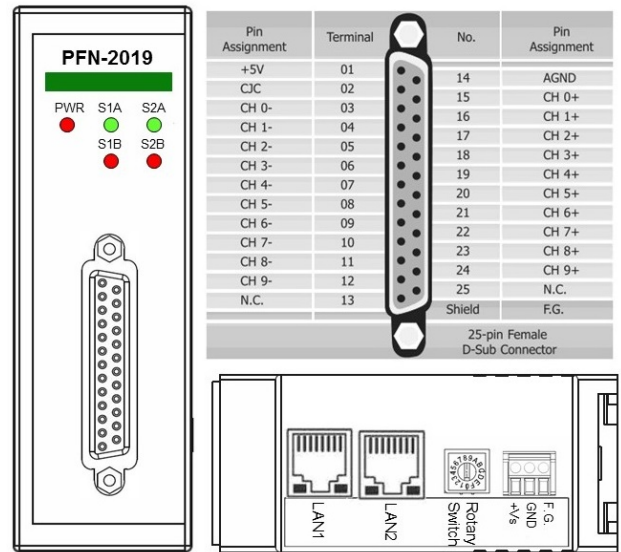 PFN-2019
PWR S1A S2A
S1B S2B
Pin Assignment Terminal No. Pin Assignment
+5V 01
14 AGND
CJC 02
15 CH 0+
CH 0- 03
16 CH 1+
CH 1- 04
17 CH 2+
CH 2- 05
18 CH 3+
CH 3- 06
19 CH 4+
CH 4- 07
20 CH 5+
CH 5- 08
21 CH 6+
CH 6- 09
22 CH 7+
CH 7- 10
23 CH 8+
CH 8- 11
24 CH 9+
CH 9- 12
25 N.C.
N.C. 13
Shield F.G.
25-pin Female
D-Sub Connector
LAN1
LAN2
Rotary
Switch
+Vs
GND
F.G.